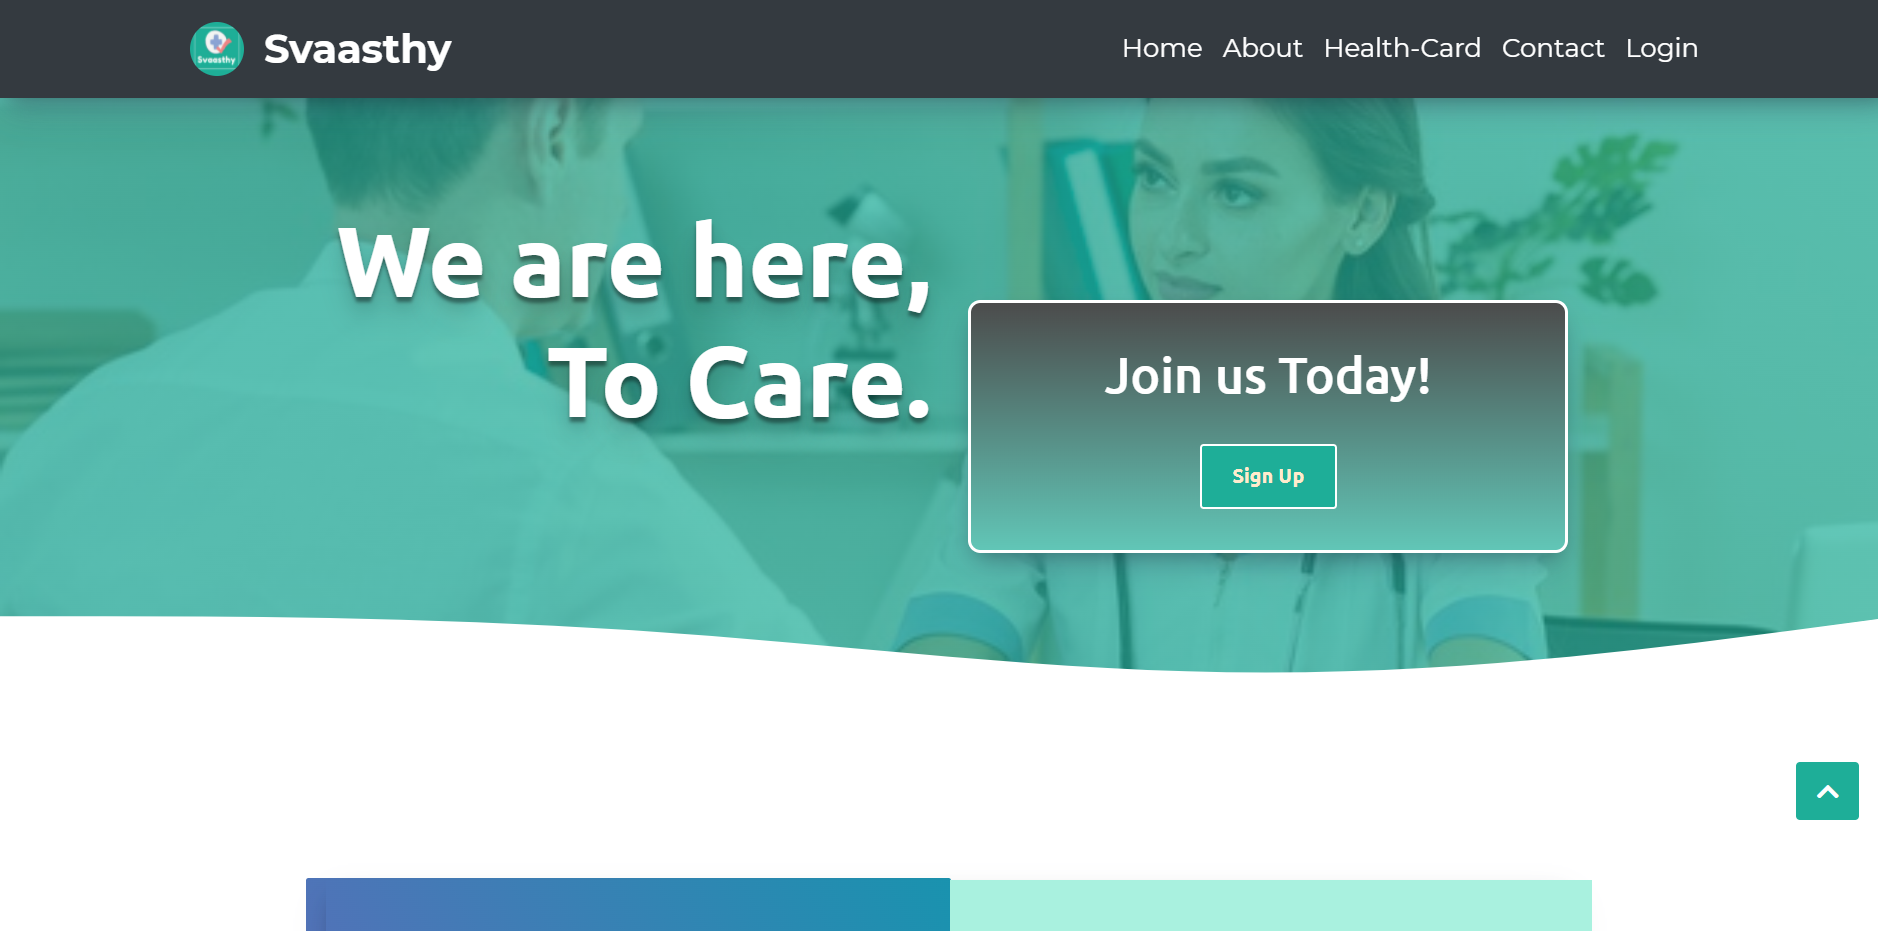 Svaasthy
Svaasthy
Home About Health-Card Contact Login
We are here,
To Care.
Join us Today!
Sign Up